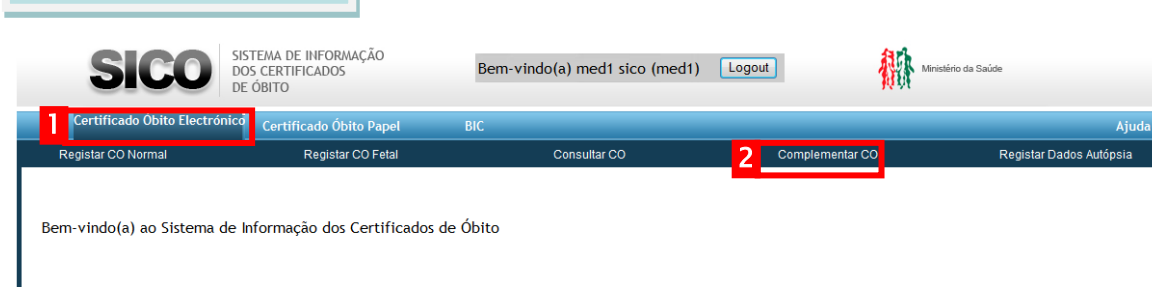 SICO
SISTEMA DE INFORMAÇÃO
DOS CERTIFICADOS
DE ÓBITO
Bem-vindo(a) med1 sico (med1)
Logout
Ministério da Saúde
1
Certificado Óbito Electrónico
Certificado Óbito Papel
BIC
Ajuda
Registar CO Normal
Registar CO Fetal
Consultar CO
2
Complementar CO
Registar Dados Autópsia
Bem-vindo(a) ao Sistema de Informação dos Certificados de Óbito